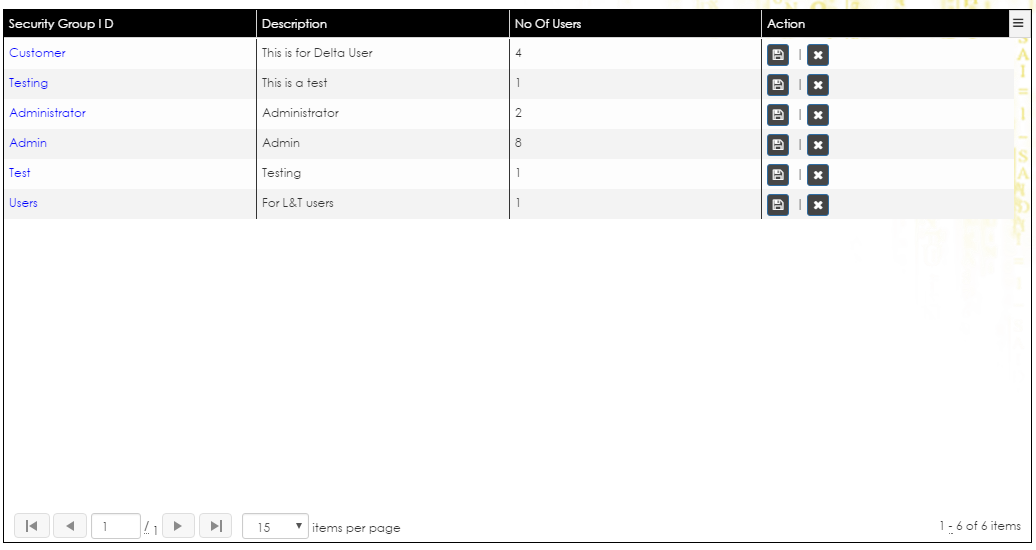 Security Group I D Description No Of Users Action
Customer This is for Delta User 4 |
Testing This is a test 1 |
Administrator Administrator 2 |
Admin Admin 8 |
Test Testing 1 |
Users For L&T users 1 |
1 / 1 15 items per page 1 - 6 of 6 items